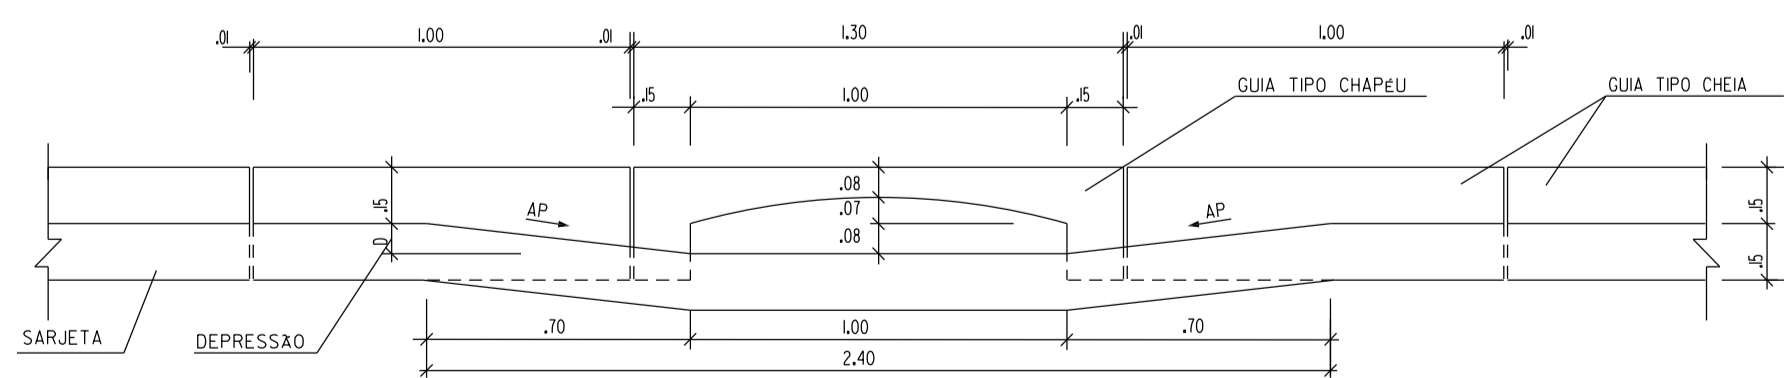 .01 1.00 .01 1.30 .01 1.00 .01
.15 1.00 .15
GUIA TIPO CHAPÉU
GUIA TIPO CHEIA
.08
.15 AP .07 AP .15
D .08
.15
SARJETA
DEPRESSÃO
.70 1.00 .70
2.40